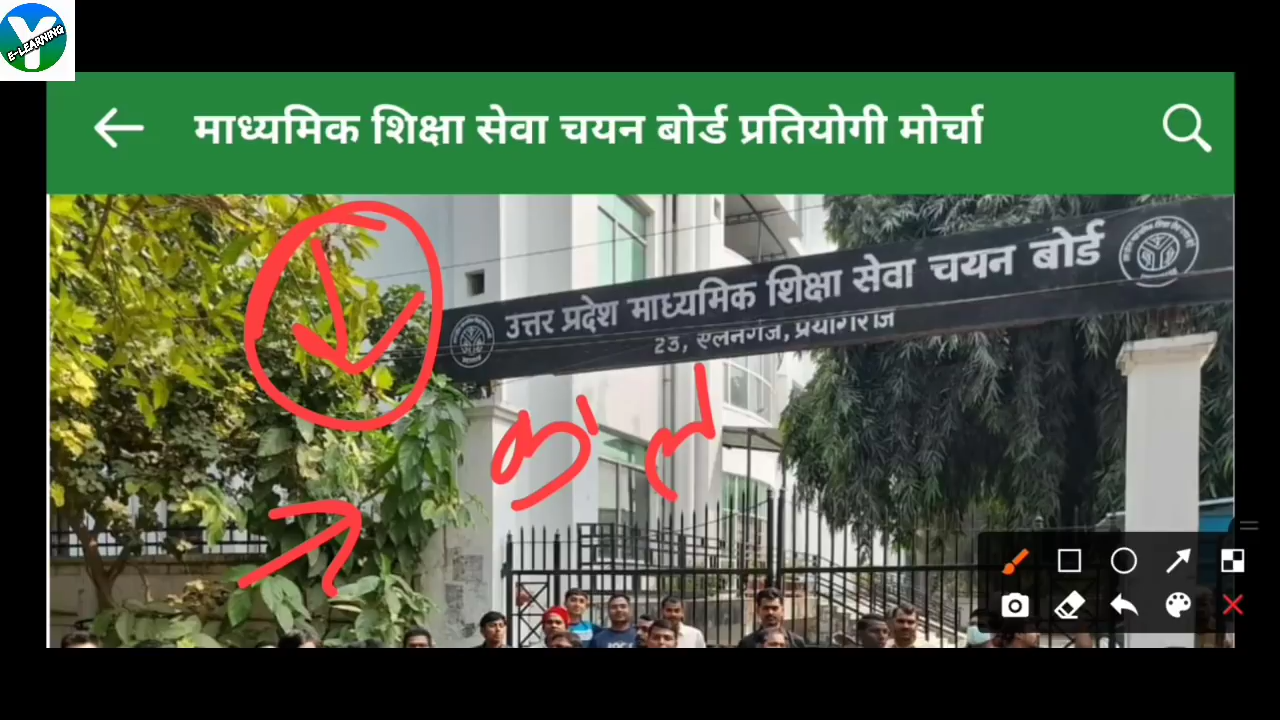 Y
E-LEARNING
माध्यमिक शिक्षा सेवा चयन बोर्ड प्रतियोगी मोर्चा
उत्तर प्रदेश माध्यमिक शिक्षा सेवा चयन बोर्ड
23, एलनगंज, प्रयागराज